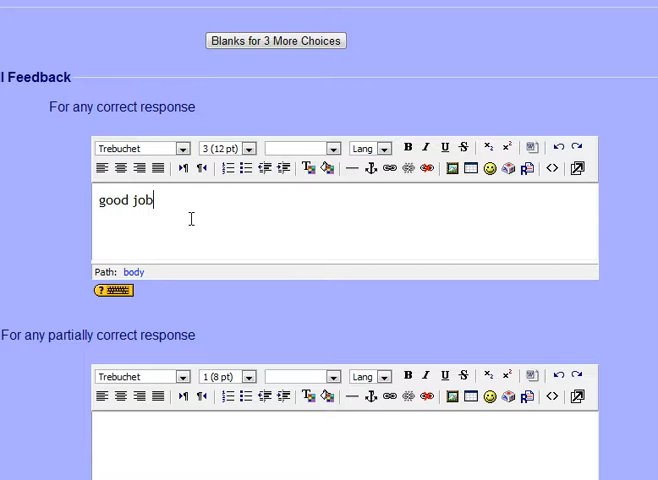 Blanks for 3 More Choices
l Feedback
For any correct response
Trebuchet 3 (12 pt) Lang B I U S
good job
Path: body
?
For any partially correct response
Trebuchet 1 (8 pt) Lang B I U S